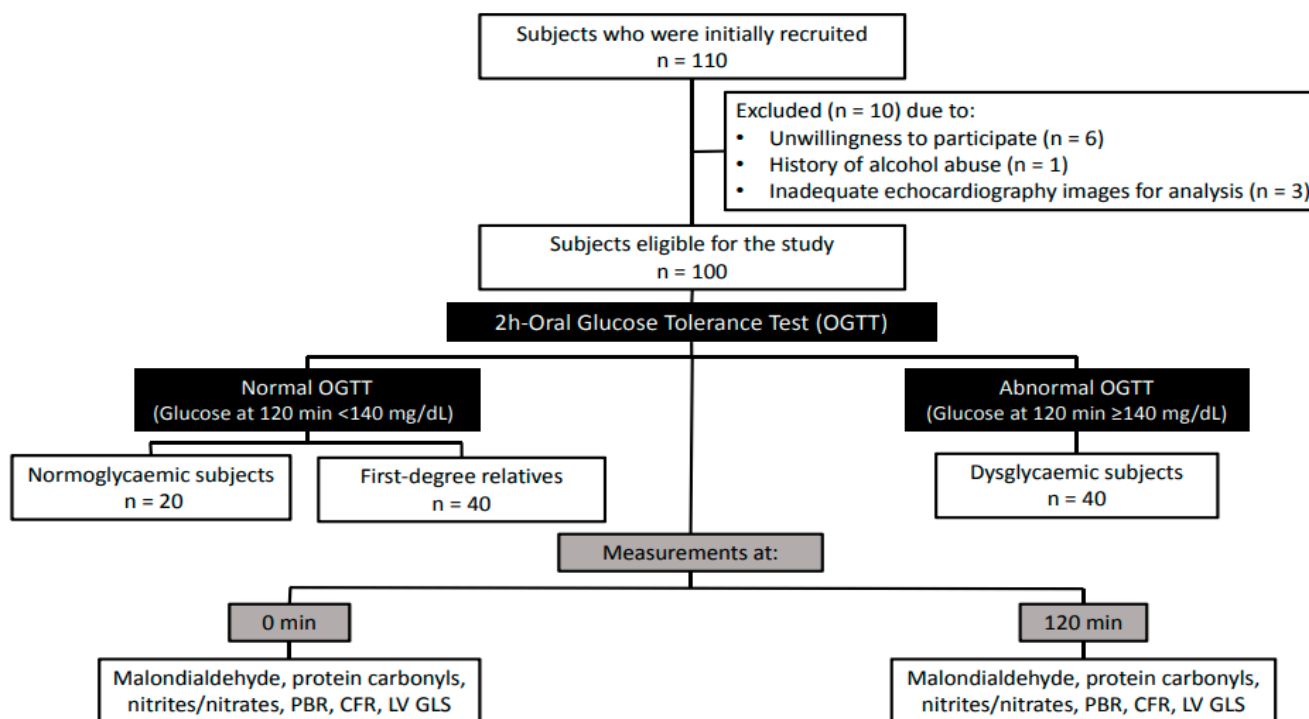 Subjects who were initially recruited
n = 110
Excluded (n = 10) due to:
• Unwillingness to participate (n = 6)
• History of alcohol abuse (n = 1)
• Inadequate echocardiography images for analysis (n = 3)
Subjects eligible for the study
n = 100
2h-Oral Glucose Tolerance Test (OGTT)
Normal OGTT
(Glucose at 120 min <140 mg/dL)
Abnormal OGTT
(Glucose at 120 min ≥140 mg/dL)
Normoglycaemic subjects
n = 20
First-degree relatives
n = 40
Dysglycaemic subjects
n = 40
Measurements at:
0 min
120 min
Malondialdehyde, protein carbonyls,
nitrites/nitrates, PBR, CFR, LV GLS
Malondialdehyde, protein carbonyls,
nitrites/nitrates, PBR, CFR, LV GLS